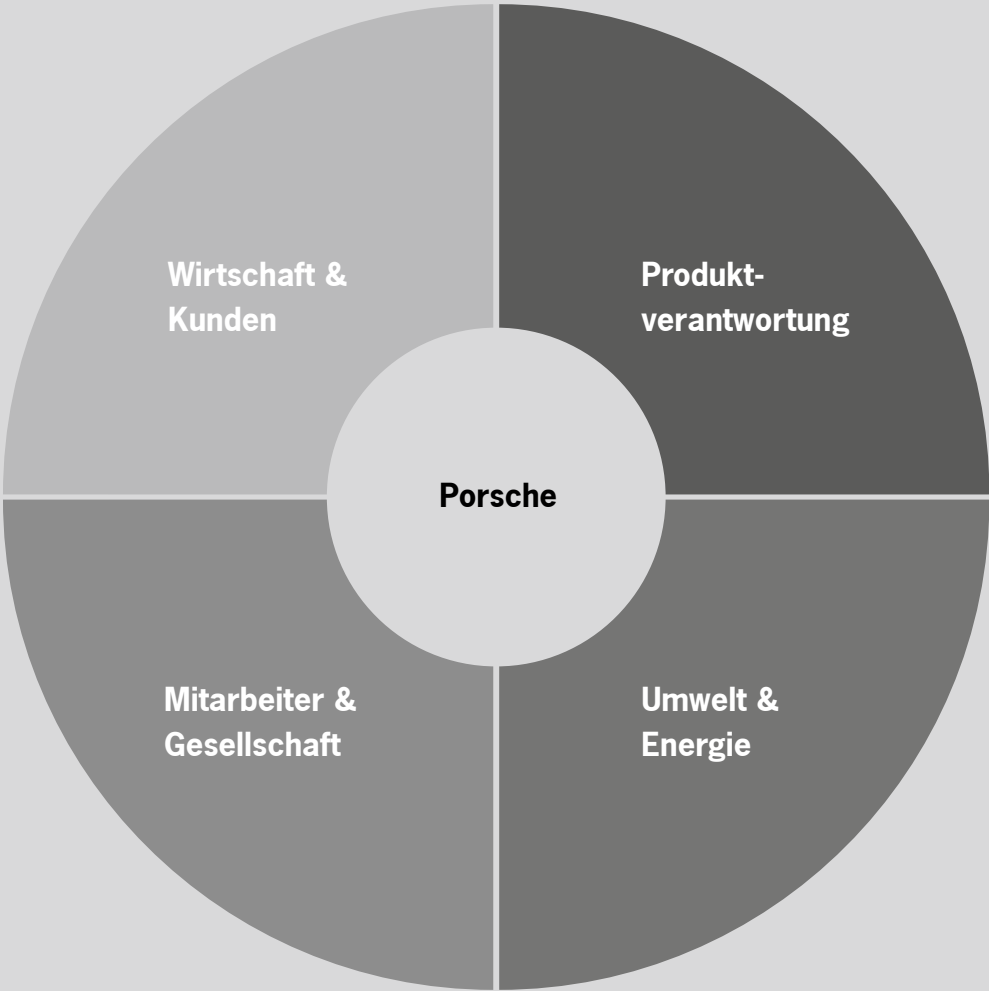 Wirtschaft &
Kunden
Produkt-
verantwortung
Porsche
Mitarbeiter &
Gesellschaft
Umwelt &
Energie